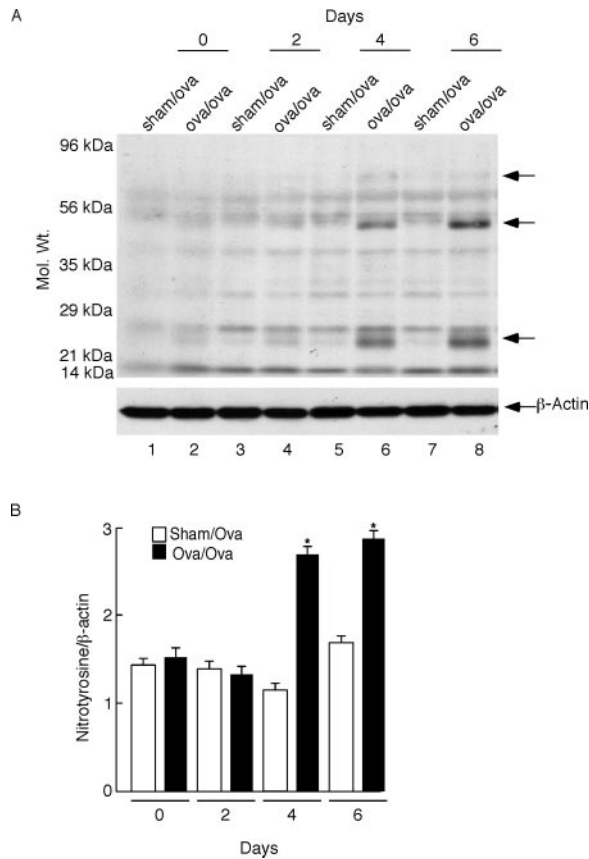 A
Days
0 2 4 6
sham/ova ova/ova sham/ova ova/ova sham/ova ova/ova sham/ova ova/ova
Mol. Wt.
96 kDa
56 kDa
35 kDa
29 kDa
21 kDa
14 kDa
β-Actin
1 2 3 4 5 6 7 8
B
Nitrotyrosine/β-actin
3
2
1
0
Sham/Ova
Ova/Ova
* *
0 2 4 6
Days